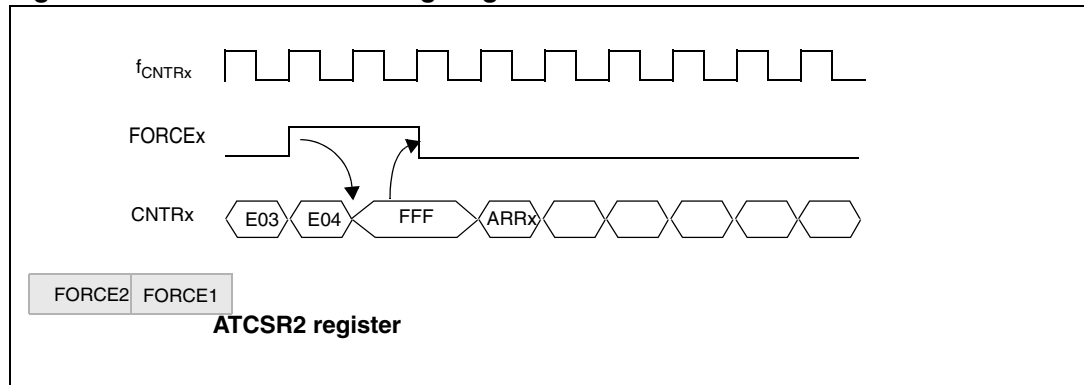 fCNTRx
FORCEx
CNTRx E03 E04 FFF ARRx
FORCE2 FORCE1
ATCSR2 register